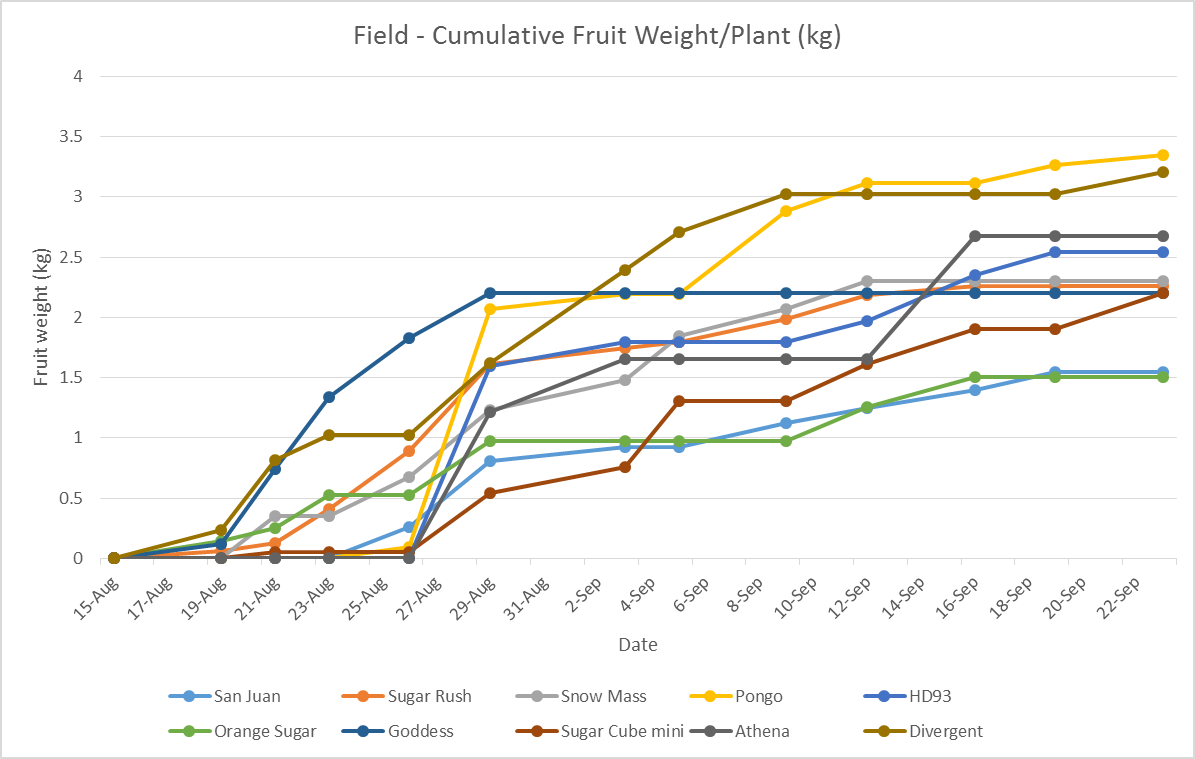 Field - Cumulative Fruit Weight/Plant (kg)
4
3.5
3
2.5
2
1.5
1
0.5
0
Fruit weight (kg)
15-Aug 17-Aug 19-Aug 21-Aug 23-Aug 25-Aug 27-Aug 29-Aug 31-Aug 2-Sep 4-Sep 6-Sep 8-Sep 10-Sep 12-Sep 14-Sep 16-Sep 18-Sep 20-Sep 22-Sep
Date
San Juan Sugar Rush Snow Mass Pongo HD93
Orange Sugar Goddess Sugar Cube mini Athena Divergent